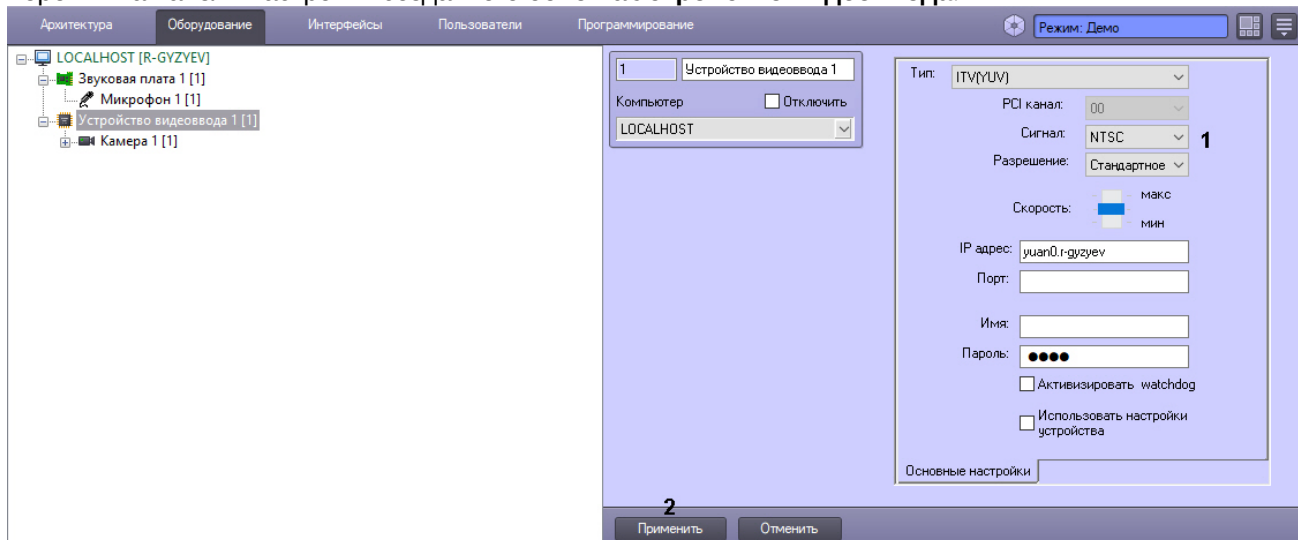 Архитектура Оборудование Интерфейсы Пользователи Программирование Режим: Демо
LOCALHOST [R-GYZYEV]
Звуковая плата 1 [1]
Микрофон 1 [1]
Устройство видеоввода 1 [1]
Камера 1 [1]
1 Устройство видеоввода 1
Компьютер Отключить
LOCALHOST
Тип: ITV(YUV)
PCI канал: 00
Сигнал: NTSC 1
Разрешение: Стандартное
макс
Скорость:
мин
IP адрес: yuan0.r-gyzyev
Порт:
Имя:
Пароль: ●●●●
Активизировать watchdog
Использовать настройки
устройства
Основные настройки
2
Применить Отменить